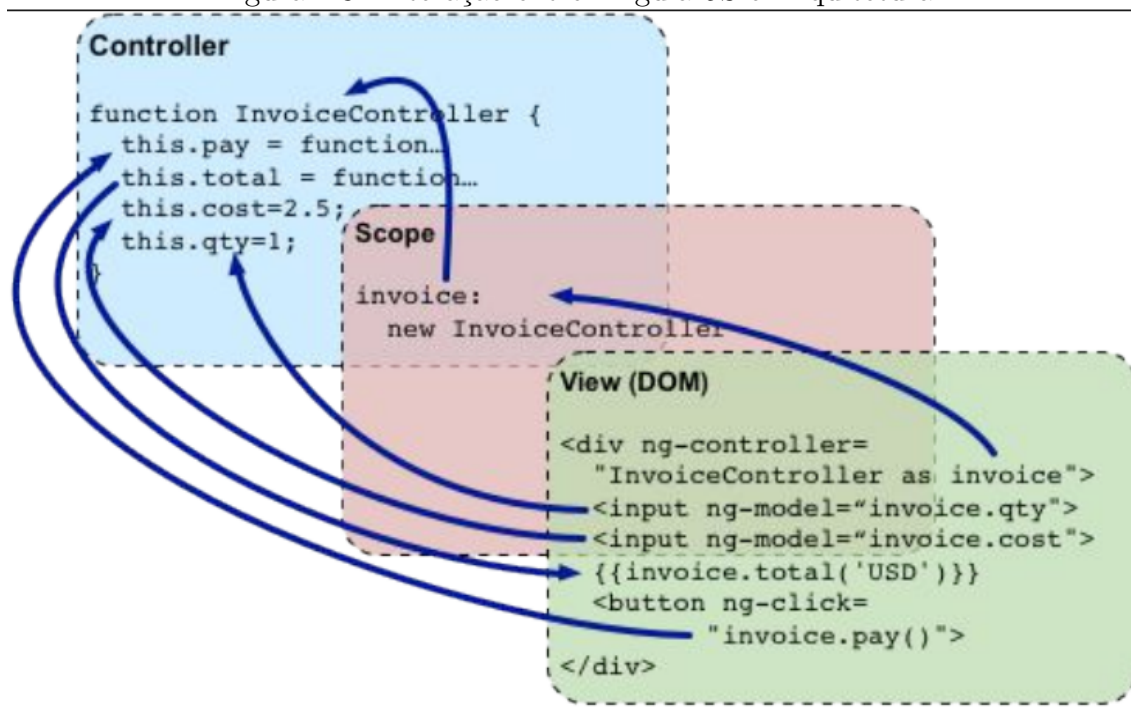 Controller
function InvoiceController {
this.pay = function…
this.total = function…
this.cost=2.5;
this.qty=1;
}
Scope
invoice:
new InvoiceController
View (DOM)
<div ng-controller=
"InvoiceController as invoice">
<input ng-model=“invoice.qty">
<input ng-model=“invoice.cost">
{{invoice.total('USD')}}
<button ng-click=
"invoice.pay()">
</div>